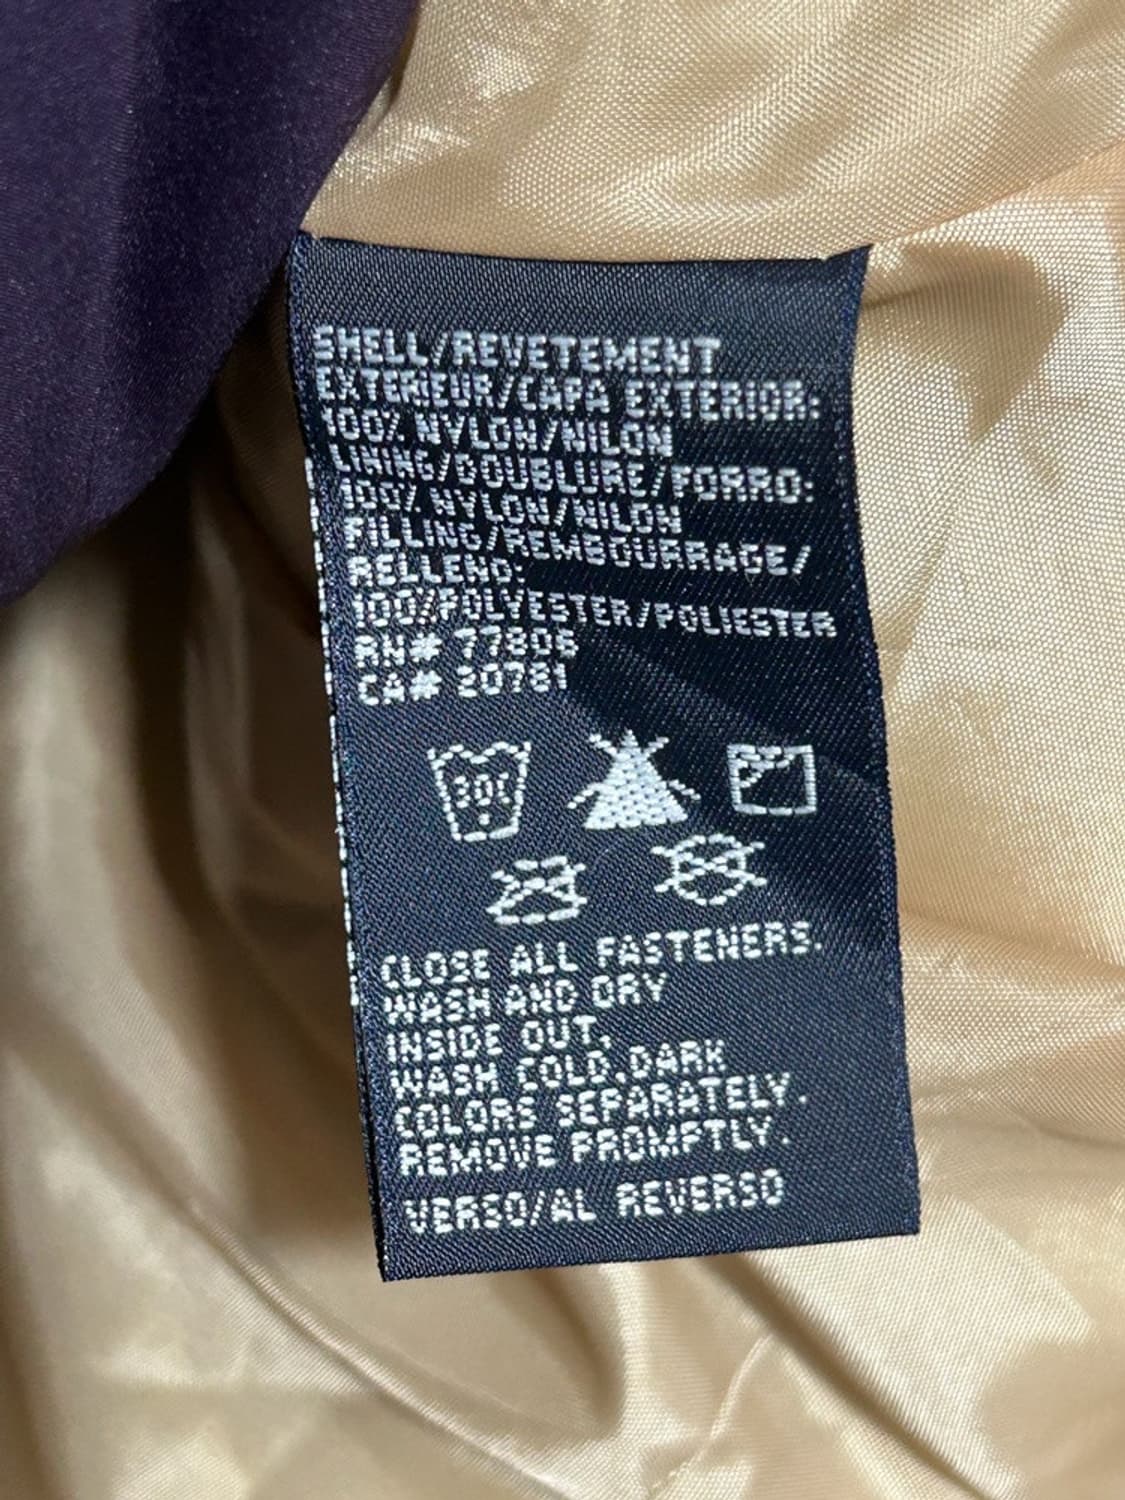 SHELL/REVETEMENT
EXTERIEUR/CAPA EXTERIOR:
100% NYLON/NILON
LINING/DOUBLURE/FORRO:
100% NYLON/NILON
FILLING/REMBOURRAGE/
RELLENO:
100%POLYESTER/POLIESTER
RN# 77806
CA# 20781
30C
CLOSE ALL FASTENERS.
WASH AND DRY
INSIDE OUT.
WASH COLD.DARK
COLORS SEPARATELY.
REMOVE PROMPTLY.
VERSO/AL REVERSO